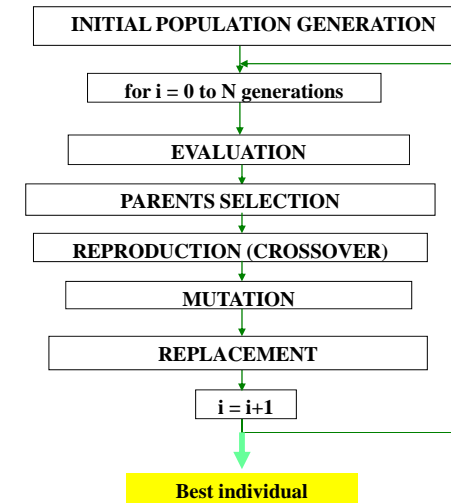 INITIAL POPULATION GENERATION
for i = 0 to N generations
EVALUATION
PARENTS SELECTION
REPRODUCTION (CROSSOVER)
MUTATION
REPLACEMENT
i = i+1
Best individual